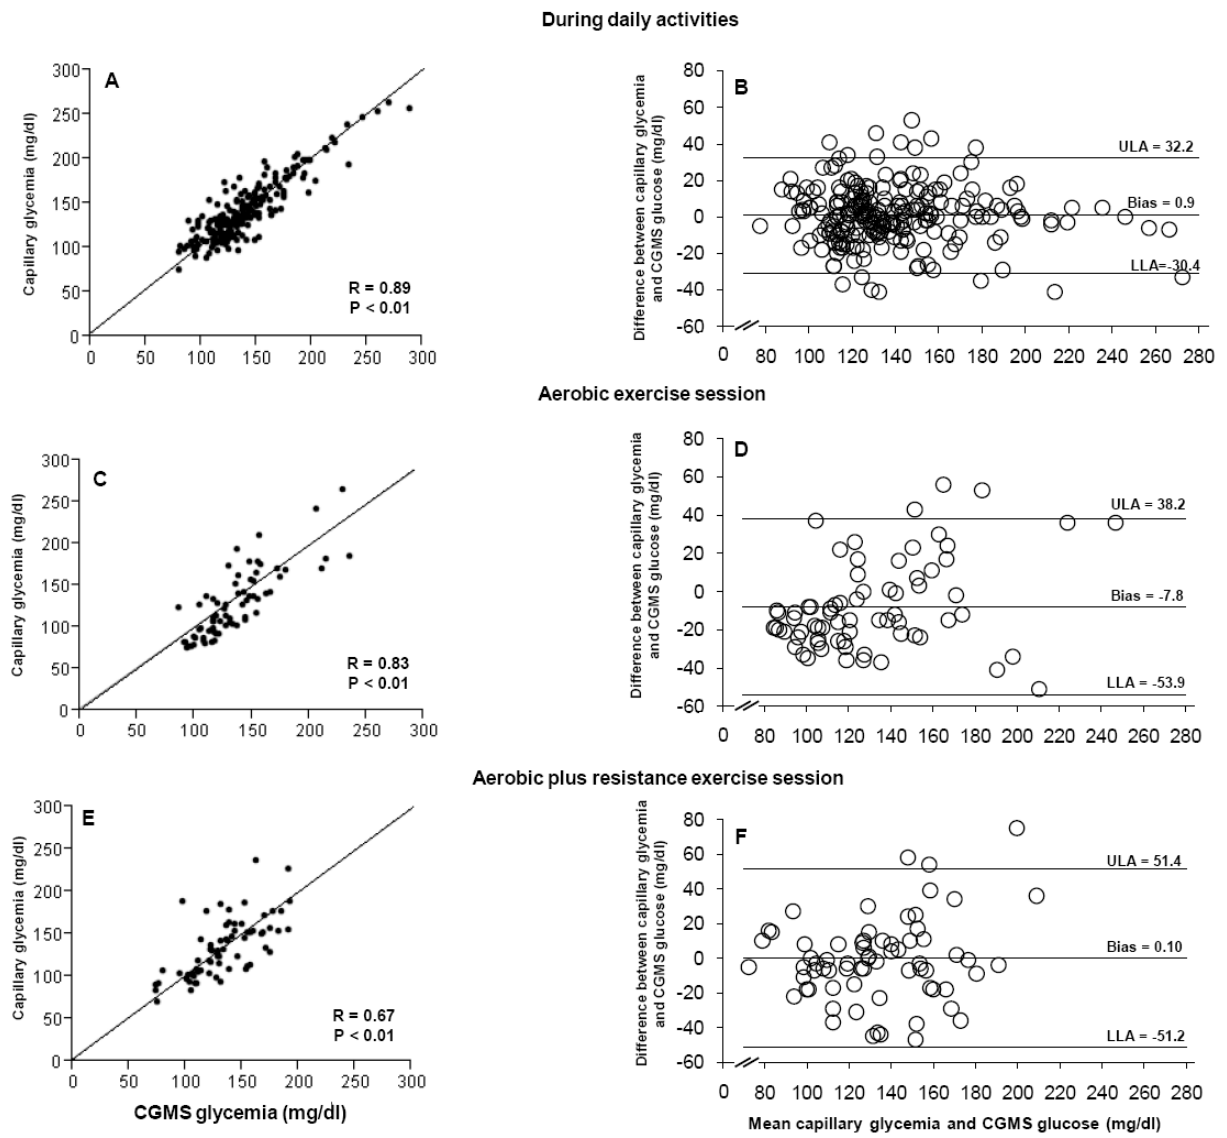 During daily activities
A
Capillary glycemia (mg/dl)
300
250
200
150
100
50
0
0 50 100 150 200 250 300
R = 0.89
P < 0.01
B
Difference between capillary glycemia
and CGMS glucose (mg/dl)
80
60
40
20
0
-20
-40
-60
ULA = 32.2
Bias = 0.9
LLA=-30.4
0 80 100 120 140 160 180 200 220 240 260 280
Aerobic exercise session
C
Capillary glycemia (mg/dl)
300
250
200
150
100
50
0
0 50 100 150 200 250 300
R = 0.83
P < 0.01
D
Difference between capillary glycemia
and CGMS glucose (mg/dl)
80
60
40
20
0
-20
-40
-60
ULA = 38.2
Bias = -7.8
LLA = -53.9
0 80 100 120 140 160 180 200 220 240 260 280
Aerobic plus resistance exercise session
E
Capillary glycemia (mg/dl)
300
250
200
150
100
50
0
0 50 100 150 200 250 300
R = 0.67
P < 0.01
CGMS glycemia (mg/dl)
F
Difference between capillary glycemia
and CGMS glucose (mg/dl)
80
60
40
20
0
-20
-40
-60
ULA = 51.4
Bias = 0.10
LLA = -51.2
0 80 100 120 140 160 180 200 220 240 260 280
Mean capillary glycemia and CGMS glucose (mg/dl)